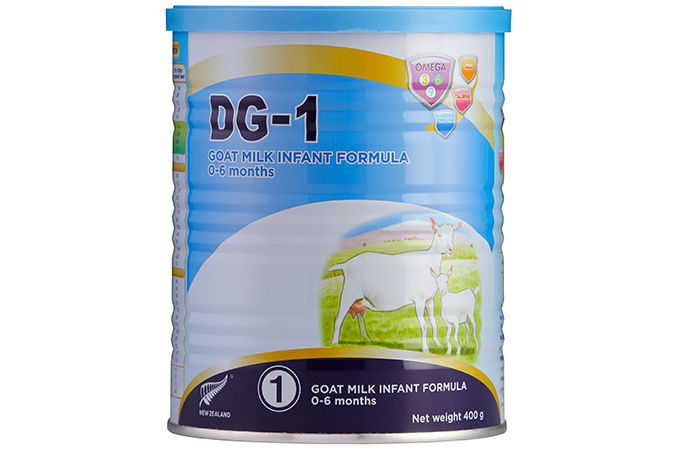 OMEGA
3 6
9
TAURINE
DG-1
GOAT MILK INFANT FORMULA
0-6 months
1
GOAT MILK INFANT FORMULA
0-6 months
NEW ZEALAND
Net weight 400 g